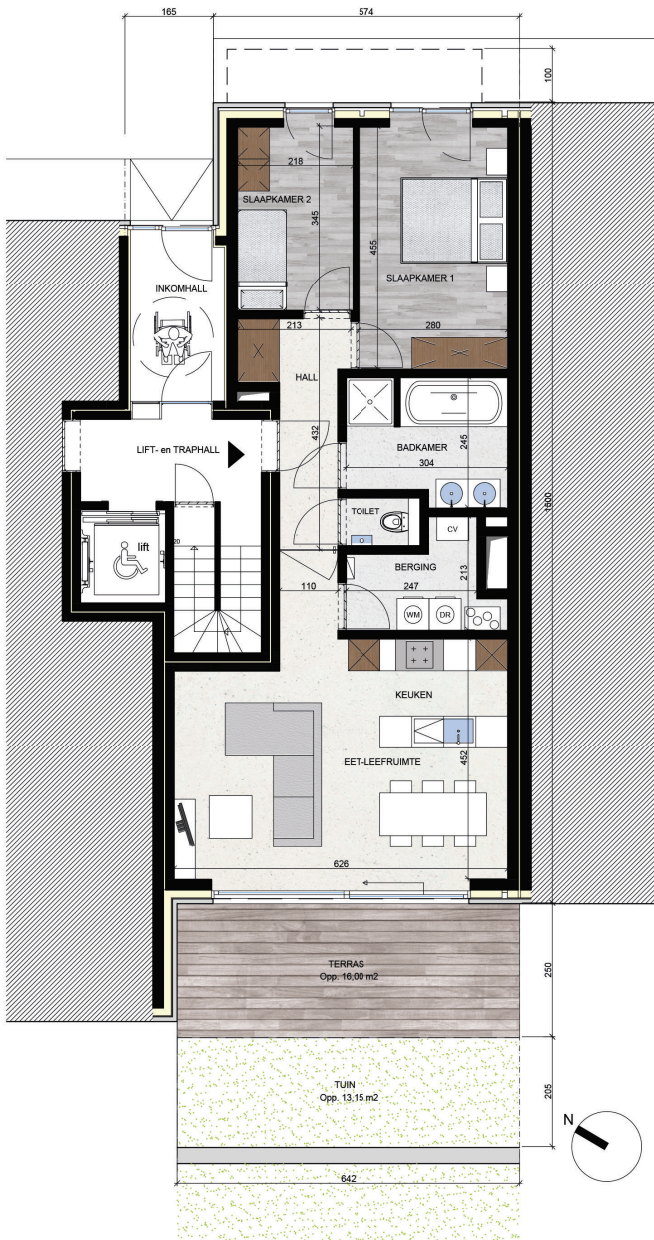 165
574
100
218
SLAAPKAMER 2
345
455
SLAAPKAMER 1
INKOMHALL
213
280
HALL
432
LIFT- en TRAPHALL
BADKAMER
245
304
1500
TOILET
CV
lift
20
BERGING
213
110
247
WM
DR
KEUKEN
EET-LEEFRUIMTE
452
626
TERRAS
Opp. 16,00 m2
250
TUIN
Opp. 13,15 m2
205
N
642